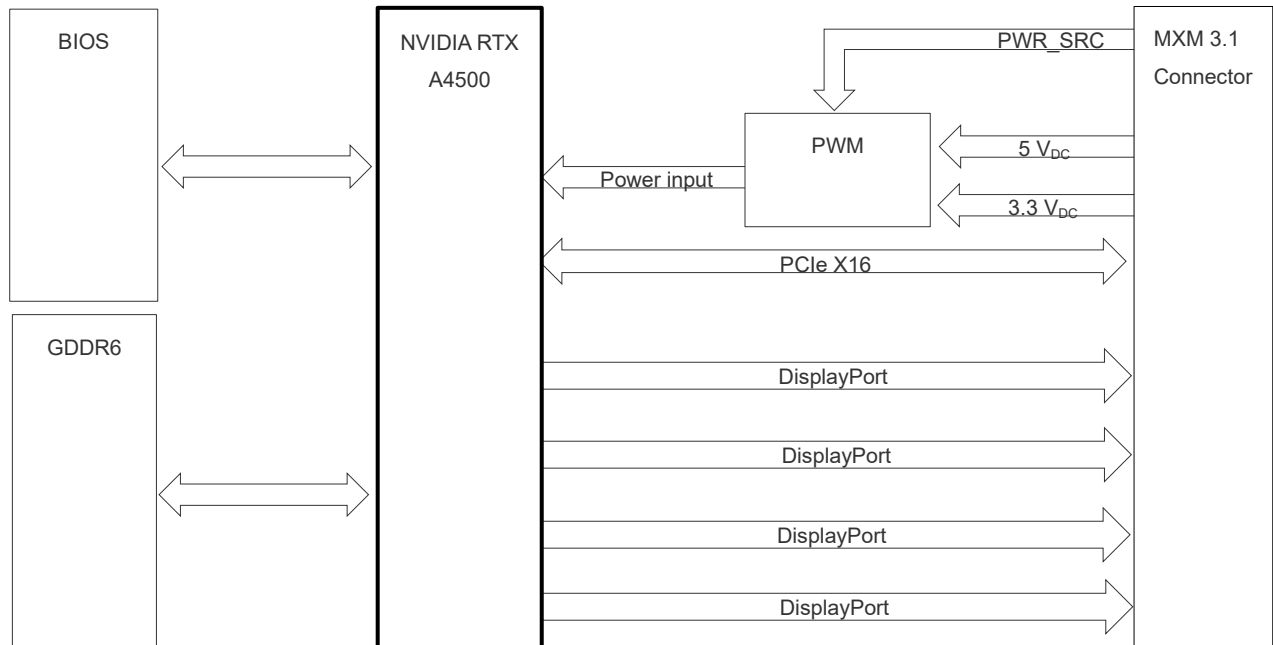 BIOS
NVIDIA RTX
A4500
PWR_SRC
MXM 3.1
Connector
PWM
5 VDC
Power input
3.3 VDC
PCIe X16
GDDR6
DisplayPort
DisplayPort
DisplayPort
DisplayPort